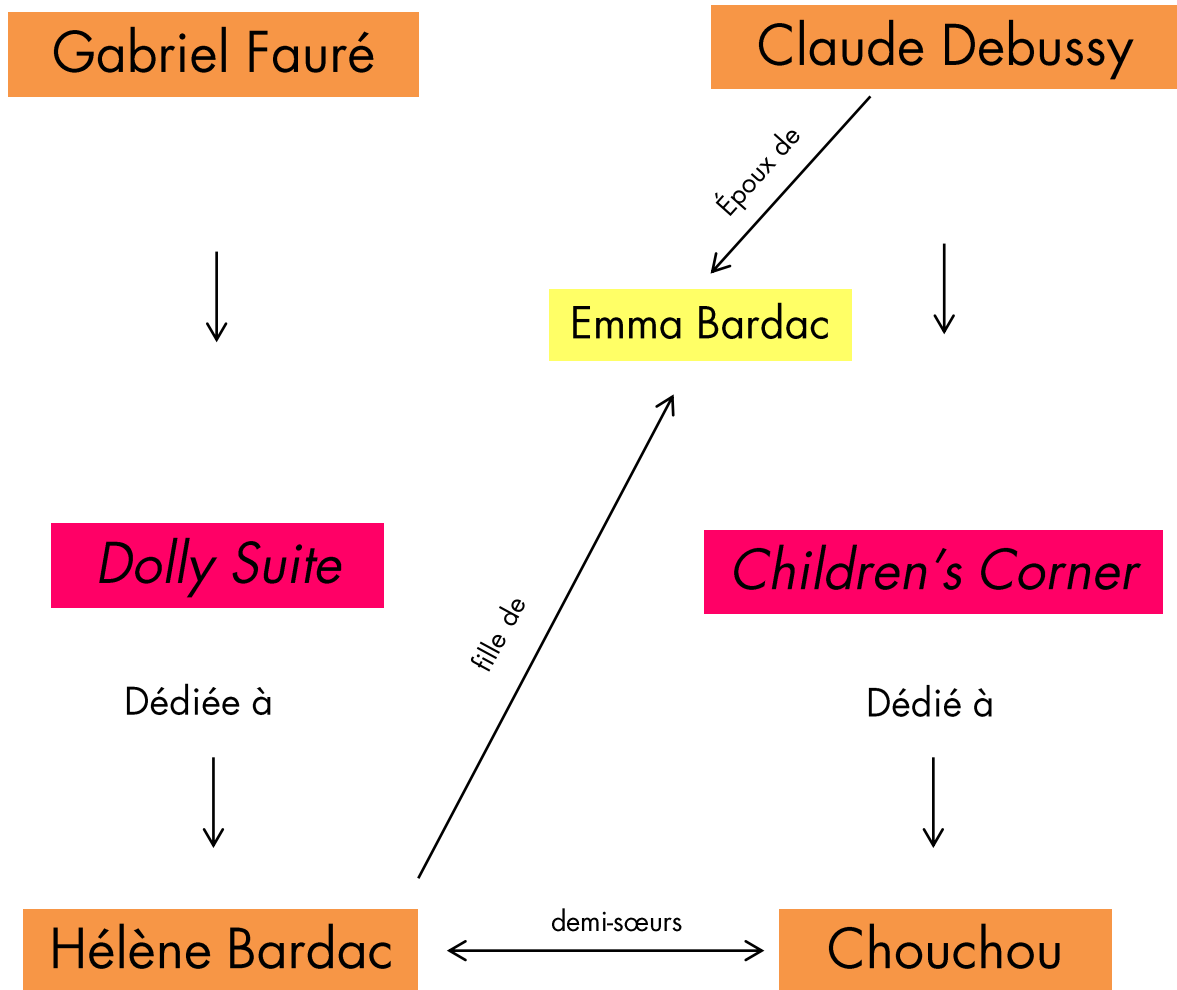 Gabriel Fauré
Claude Debussy
Époux de
Emma Bardac
Dolly Suite
Children's Corner
fille de
Dédiée à
Dédié à
demi-sœurs
Hélène Bardac
Chouchou